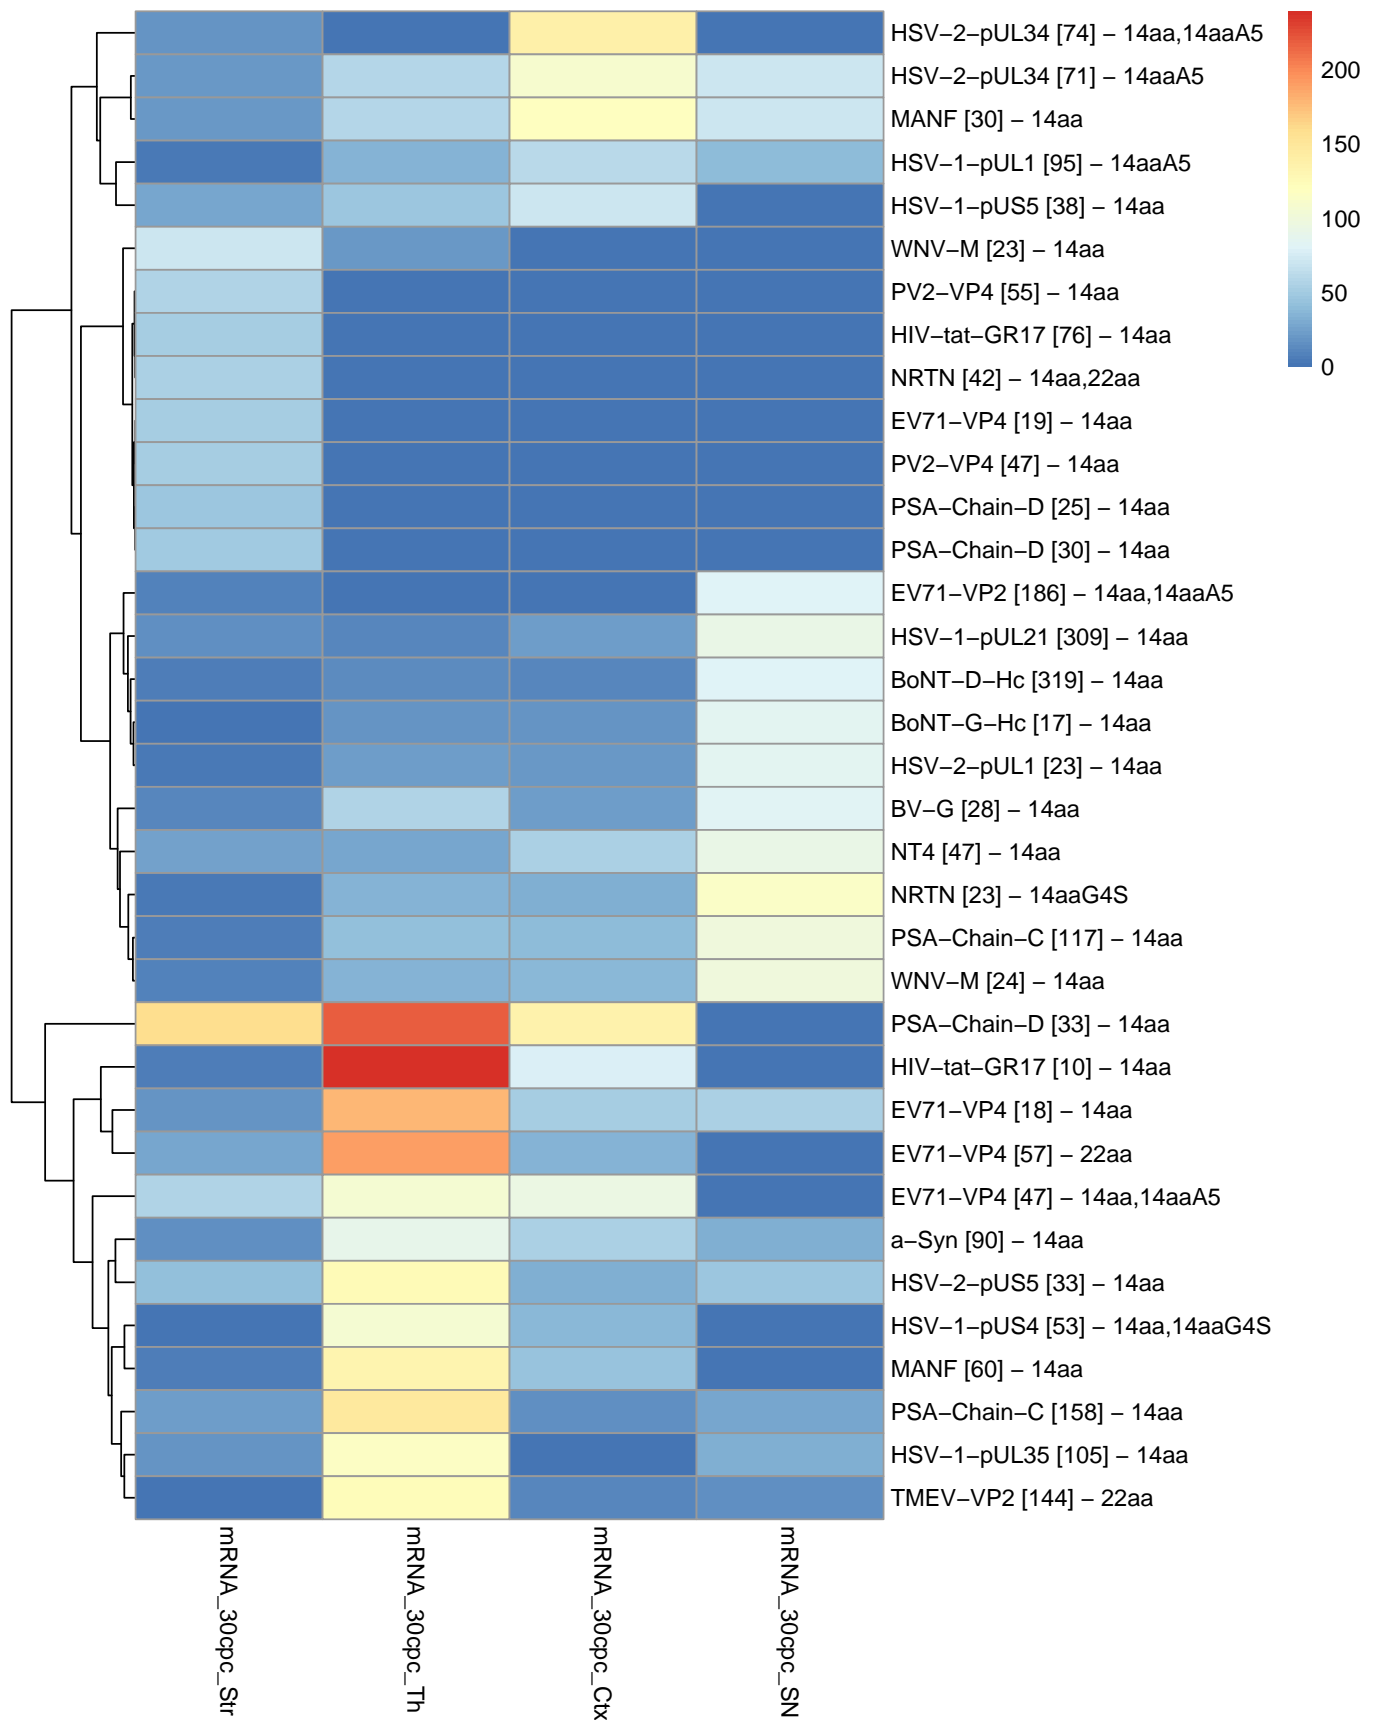 HSV−2−pUL34 [74] − 14aa,14aaA5
HSV−2−pUL34 [71] − 14aaA5
MANF [30] − 14aa
HSV−1−pUL1 [95] − 14aaA5
HSV−1−pUS5 [38] − 14aa
WNV−M [23] − 14aa
PV2−VP4 [55] − 14aa
HIV−tat−GR17 [76] − 14aa
NRTN [42] − 14aa,22aa
EV71−VP4 [19] − 14aa
PV2−VP4 [47] − 14aa
PSA−Chain−D [25] − 14aa
PSA−Chain−D [30] − 14aa
EV71−VP2 [186] − 14aa,14aaA5
HSV−1−pUL21 [309] − 14aa
BoNT−D−Hc [319] − 14aa
BoNT−G−Hc [17] − 14aa
HSV−2−pUL1 [23] − 14aa
BV−G [28] − 14aa
NT4 [47] − 14aa
NRTN [23] − 14aaG4S
PSA−Chain−C [117] − 14aa
WNV−M [24] − 14aa
PSA−Chain−D [33] − 14aa
HIV−tat−GR17 [10] − 14aa
EV71−VP4 [18] − 14aa
EV71−VP4 [57] − 22aa
EV71−VP4 [47] − 14aa,14aaA5
a−Syn [90] − 14aa
HSV−2−pUS5 [33] − 14aa
HSV−1−pUS4 [53] − 14aa,14aaG4S
MANF [60] − 14aa
PSA−Chain−C [158] − 14aa
HSV−1−pUL35 [105] − 14aa
TMEV−VP2 [144] − 22aa
mRNA_30cpc_Str
mRNA_30cpc_Th
mRNA_30cpc_Ctx
mRNA_30cpc_SN
200
150
100
50
0